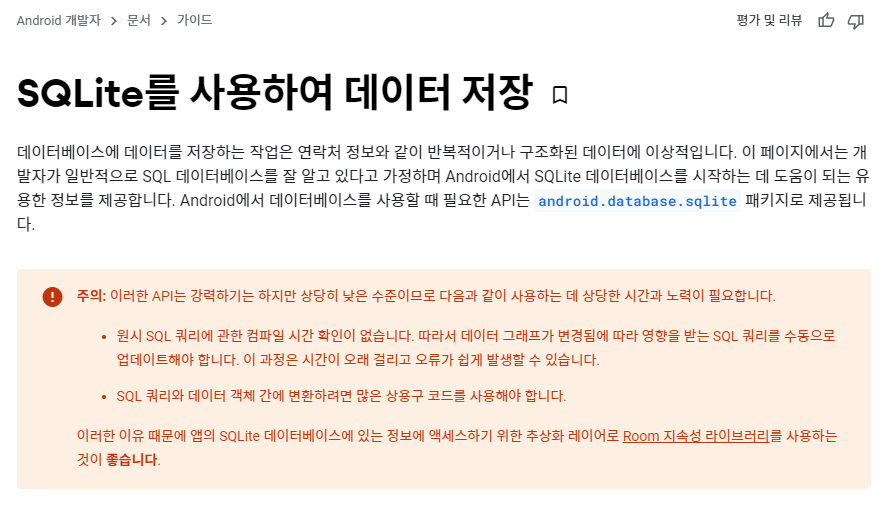 Android 개발자 > 문서 > 가이드
평가 및 리뷰
SQLite를 사용하여 데이터 저장
데이터베이스에 데이터를 저장하는 작업은 연락처 정보와 같이 반복적이거나 구조화된 데이터에 이상적입니다. 이 페이지에서는 개
발자가 일반적으로 SQL 데이터베이스를 잘 알고 있다고 가정하며 Android에서 SQLite 데이터베이스를 시작하는 데 도움이 되는 유
용한 정보를 제공합니다. Android에서 데이터베이스를 사용할 때 필요한 API는 android.database.sqlite 패키지로 제공됩니
다.
주의: 이러한 API는 강력하기는 하지만 상당히 낮은 수준이므로 다음과 같이 사용하는 데 상당한 시간과 노력이 필요합니다.
• 원시 SQL 쿼리에 관한 컴파일 시간 확인이 없습니다. 따라서 데이터 그래프가 변경됨에 따라 영향을 받는 SQL 쿼리를 수동으로
업데이트해야 합니다. 이 과정은 시간이 오래 걸리고 오류가 쉽게 발생할 수 있습니다.
• SQL 쿼리와 데이터 객체 간에 변환하려면 많은 상용구 코드를 사용해야 합니다.
이러한 이유 때문에 앱의 SQLite 데이터베이스에 있는 정보에 액세스하기 위한 추상화 레이어로 Room 지속성 라이브러리를 사용하는
것이 좋습니다.